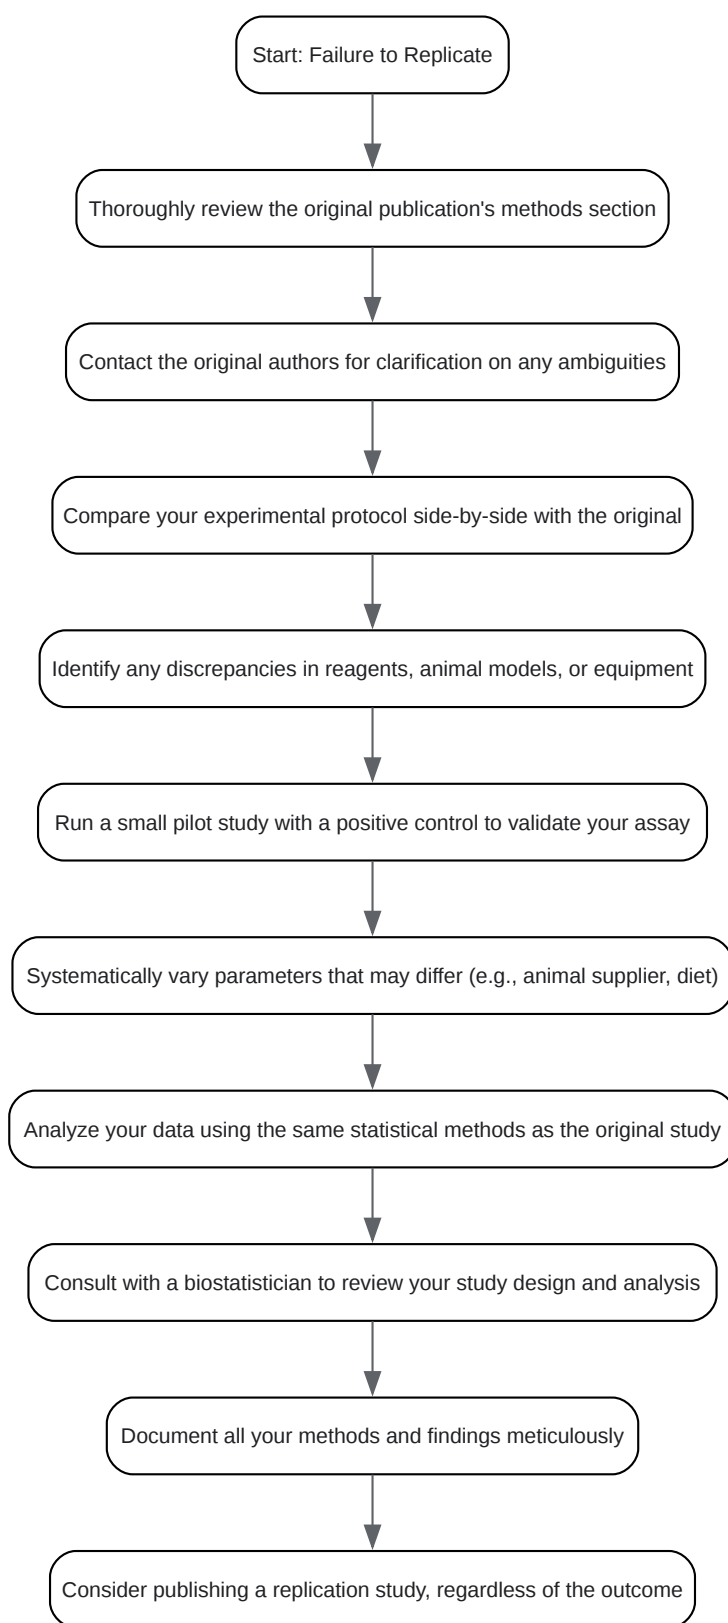 Start: Failure to Replicate
Thoroughly review the original publication's methods section
Contact the original authors for clarification on any ambiguities
Compare your experimental protocol side-by-side with the original
Identify any discrepancies in reagents, animal models, or equipment
Run a small pilot study with a positive control to validate your assay
Systematically vary parameters that may differ (e.g., animal supplier, diet)
Analyze your data using the same statistical methods as the original study
Consult with a biostatistician to review your study design and analysis
Document all your methods and findings meticulously
Consider publishing a replication study, regardless of the outcome